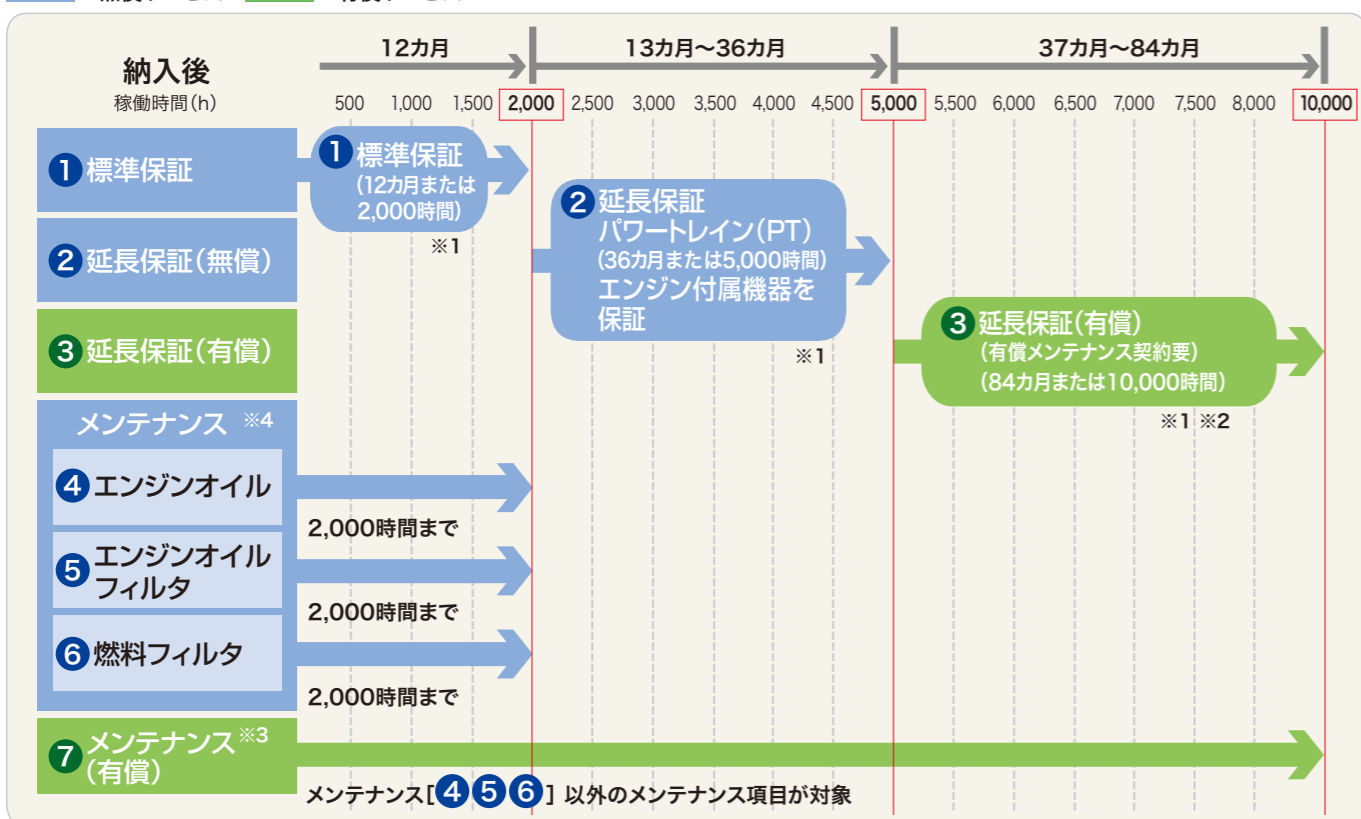 12カ月 13カ月～36カ月 37カ月～84カ月
納入後
稼働時間(h) 500 1,000 1,500 2,000 2,500 3,000 3,500 4,000 4,500 5,000 5,500 6,000 6,500 7,000 7,500 8,000 10,000
❶標準保証
❶標準保証
(12カ月または
2,000時間)
※1
❷延長保証(無償)
❷延長保証
パワートレイン(PT)
(36カ月または5,000時間)
エンジン付属機器を
保証
※1
❸延長保証(有償)
❸延長保証(有償)
(有償メンテナンス契約要)
(84カ月または10,000時間)
※1 ※2
メンテナンス ※4
❹エンジンオイル
2,000時間まで
❺エンジンオイル
フィルタ
2,000時間まで
❻燃料フィルタ
2,000時間まで
❼メンテナンス※3
(有償)
メンテナンス[❹❺❻]以外のメンテナンス項目が対象